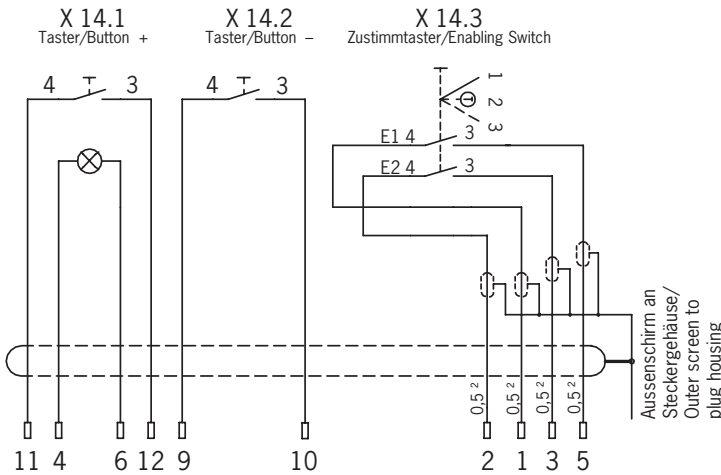 X 14.1
Taster/Button +
X 14.2
Taster/Button –
X 14.3
Zustimmtaster/Enabling Switch
4
3
4
3
1
2
3
T
E1 4
3
E2 4
3
Aussenschirm an
Steckergehäuse/
Outer screen to
plug housing
0,5 ²
0,5 ²
0,5 ²
0,5 ²
11 4 6 12 9 10 2 1 3 5